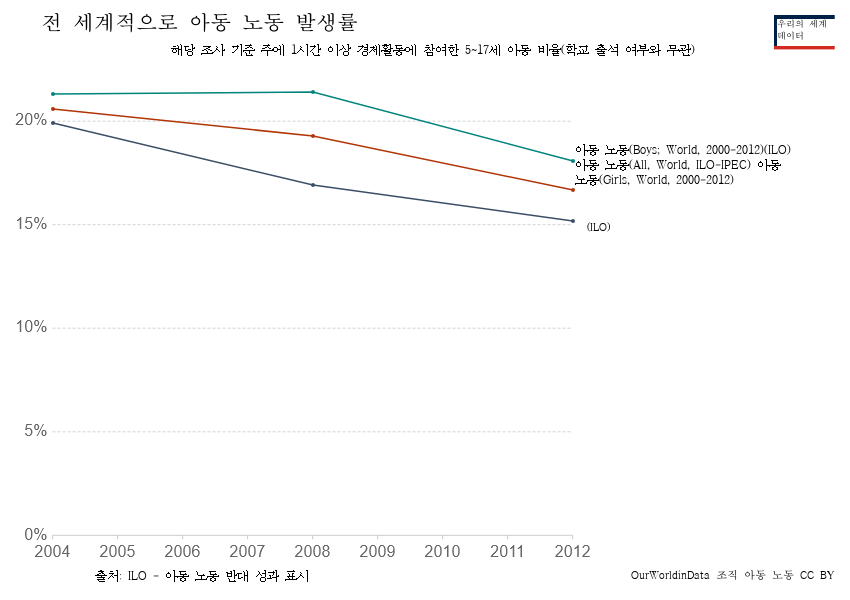 전 세계적으로 아동 노동 발생률
우리의 세계
데이터
해당 조사 기준 주에 1시간 이상 경제활동에 참여한 5-17세 아동 비율(학교 출석 여부와 무관)
20%
아동 노동(Boys; World, 2000-2012)(ILO)
아동 노동(All, World, ILO-IPEC) 아동
노동(Girls, World, 2000-2012)
15%
(ILO)
10%
5%
0%
2004 2005 2006 2007 2008 2009 2010 2011 2012
출처: ILO - 아동 노동 반대 성과 표시
OurWorldinData 조직 아동 노동 CC BY